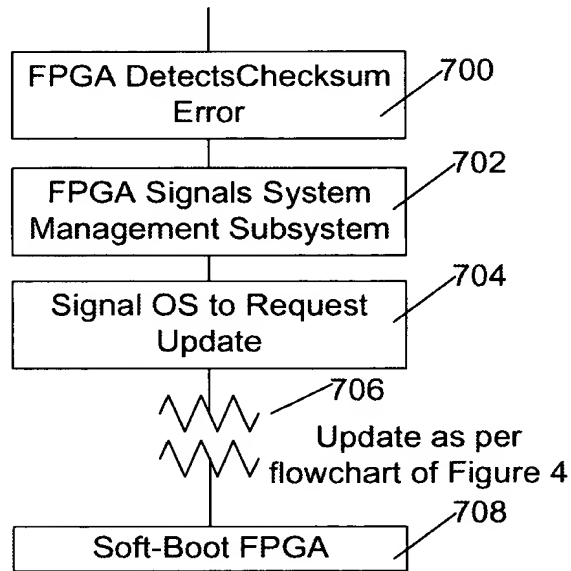 FPGA DetectsChecksum
Error
700
FPGA Signals System
Management Subsystem
702
Signal OS to Request
Update
704
706
Update as per
flowchart of Figure 4
Soft-Boot FPGA
708